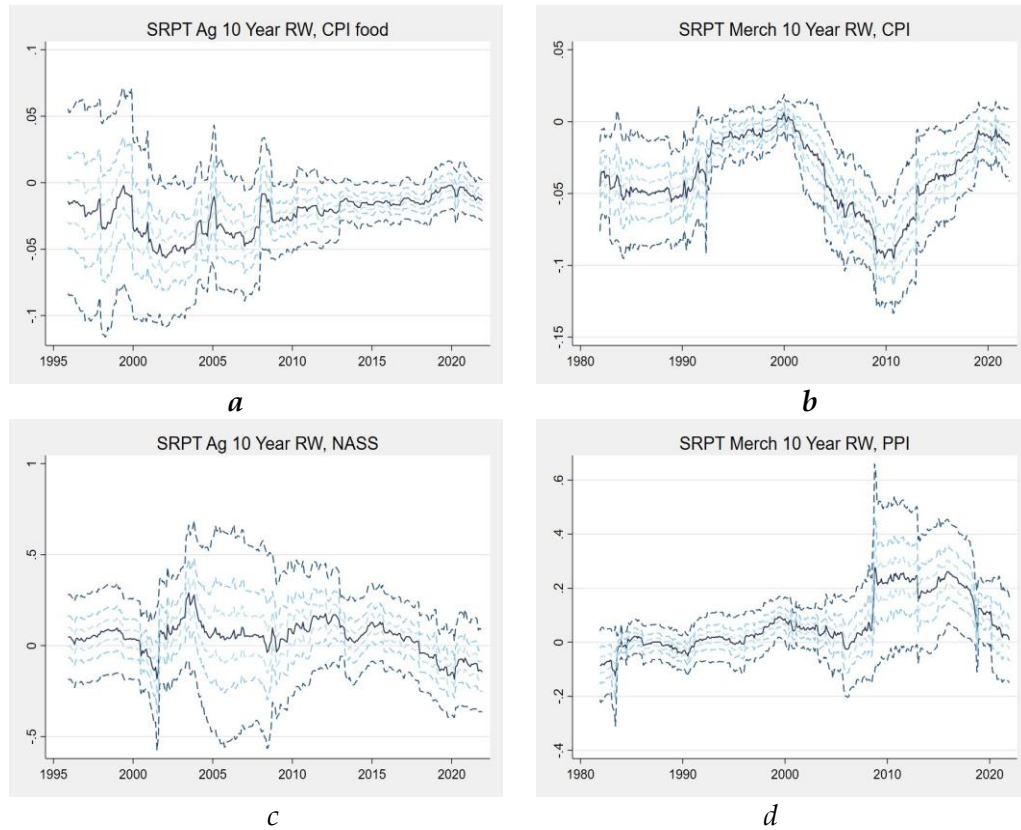 SRPT Ag 10 Year RW, CPI food
.1
.05
0
-.05
-.1
1995 2000 2005 2010 2015 2020
a
SRPT Merch 10 Year RW, CPI
.05
0
-.05
-.1
-.15
1980 1990 2000 2010 2020
b
SRPT Ag 10 Year RW, NASS
1
.5
0
-.5
1995 2000 2005 2010 2015 2020
c
SRPT Merch 10 Year RW, PPI
.6
.4
.2
0
-.2
-.4
1980 1990 2000 2010 2020
d